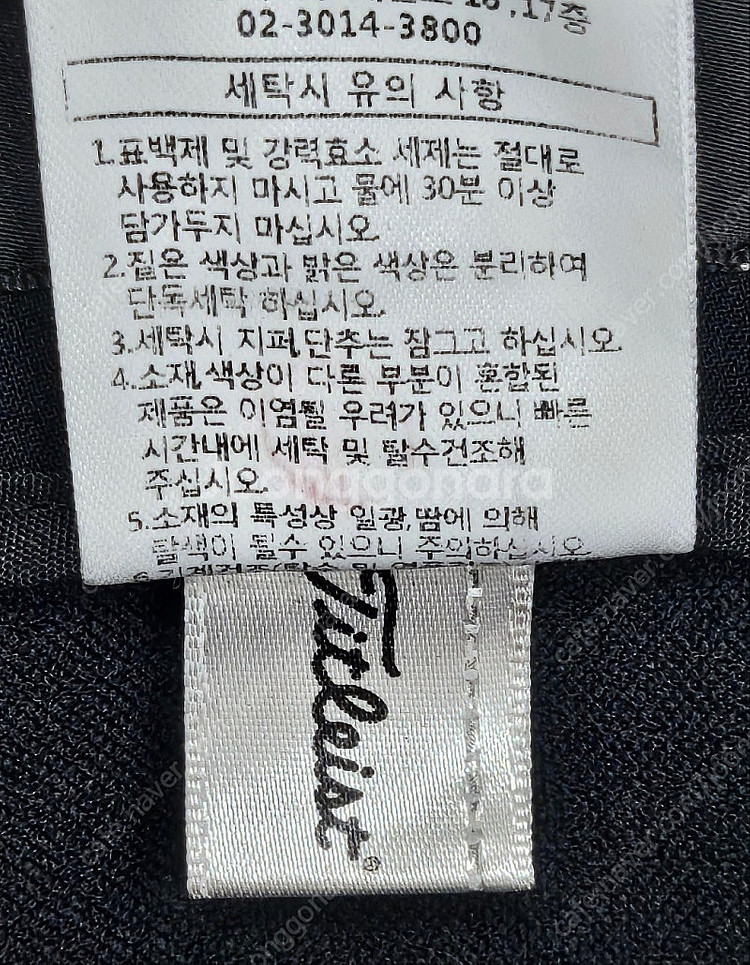 ,17층
02-3014-3800
세탁시 유의 사항
1.표백제 및 강력효소 세제는 절대로
사용하지 마시고 물에 30분 이상
담가두지 마십시오.
2.짙은 색상과 밝은 색상은 분리하여
단독세탁 하십시오.
3.세탁시 지퍼,단추는 잠그고 하십시오.
4.소재,색상이 다른 부분이 혼합된
제품은 이염될 우려가 있으니 빠른
시간내에 세탁 및 탈수건조해
주십시오.
5.소재의 특성상 일광,땀에 의해
탈색이 될수 있으니 주의하십시오.
Titleist®